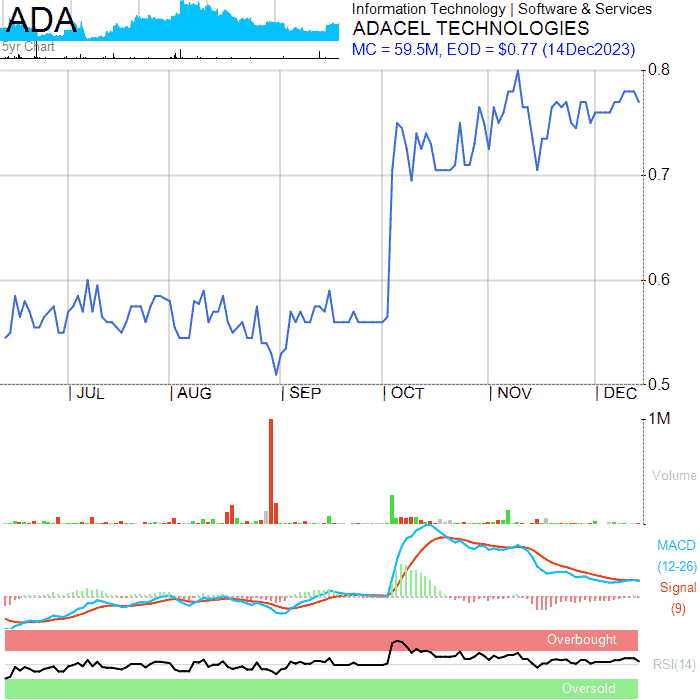 ADA
5yr Chart
Information Technology | Software & Services
ADACEL TECHNOLOGIES
MC = 59.5M, EOD = $0.77 (14Dec2023)
0.8
0.7
0.6
0.5
| JUL | AUG | SEP | OCT | NOV | DEC
1M
Volume
MACD
(12-26)
Signal
(9)
Overbought
RSI(14)
Oversold